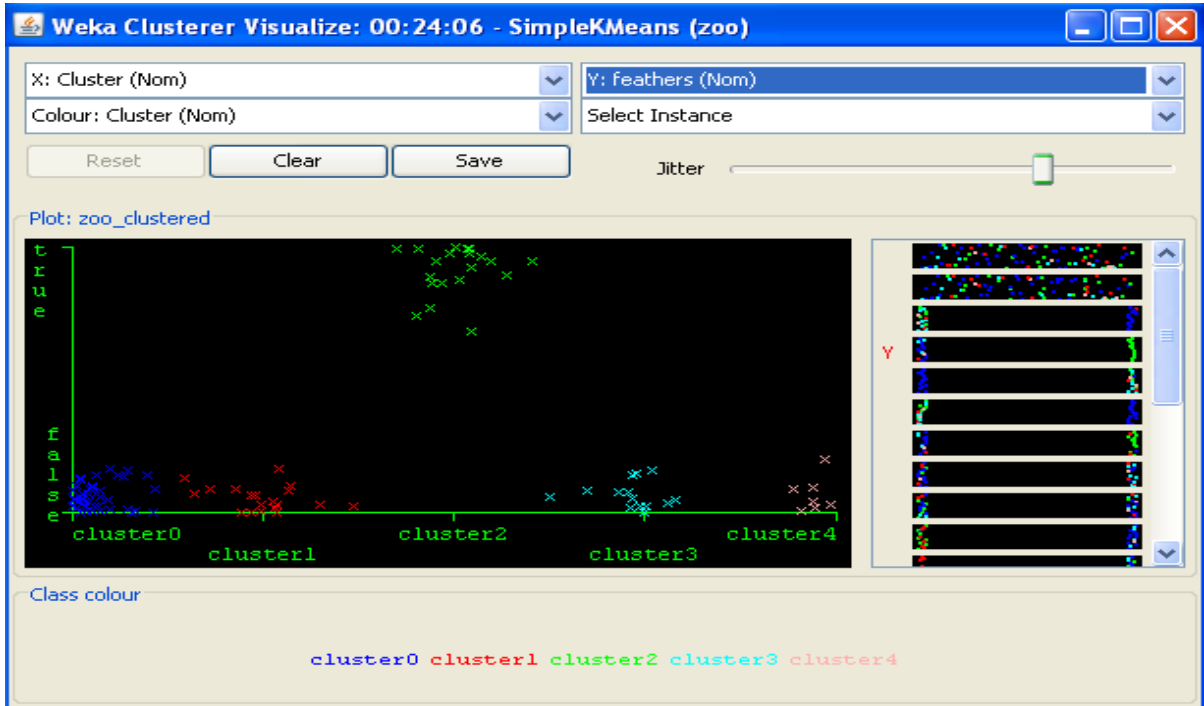 Weka Clusterer Visualize: 00:24:06 - SimpleKMeans (zoo)
X: Cluster (Nom)
Y: feathers (Nom)
Colour: Cluster (Nom)
Select Instance
Reset
Clear
Save
Jitter
Plot: zoo_clustered
true
false
Y
cluster0
cluster1
cluster2
cluster3
cluster4
Class colour
cluster0 cluster1 cluster2 cluster3 cluster4